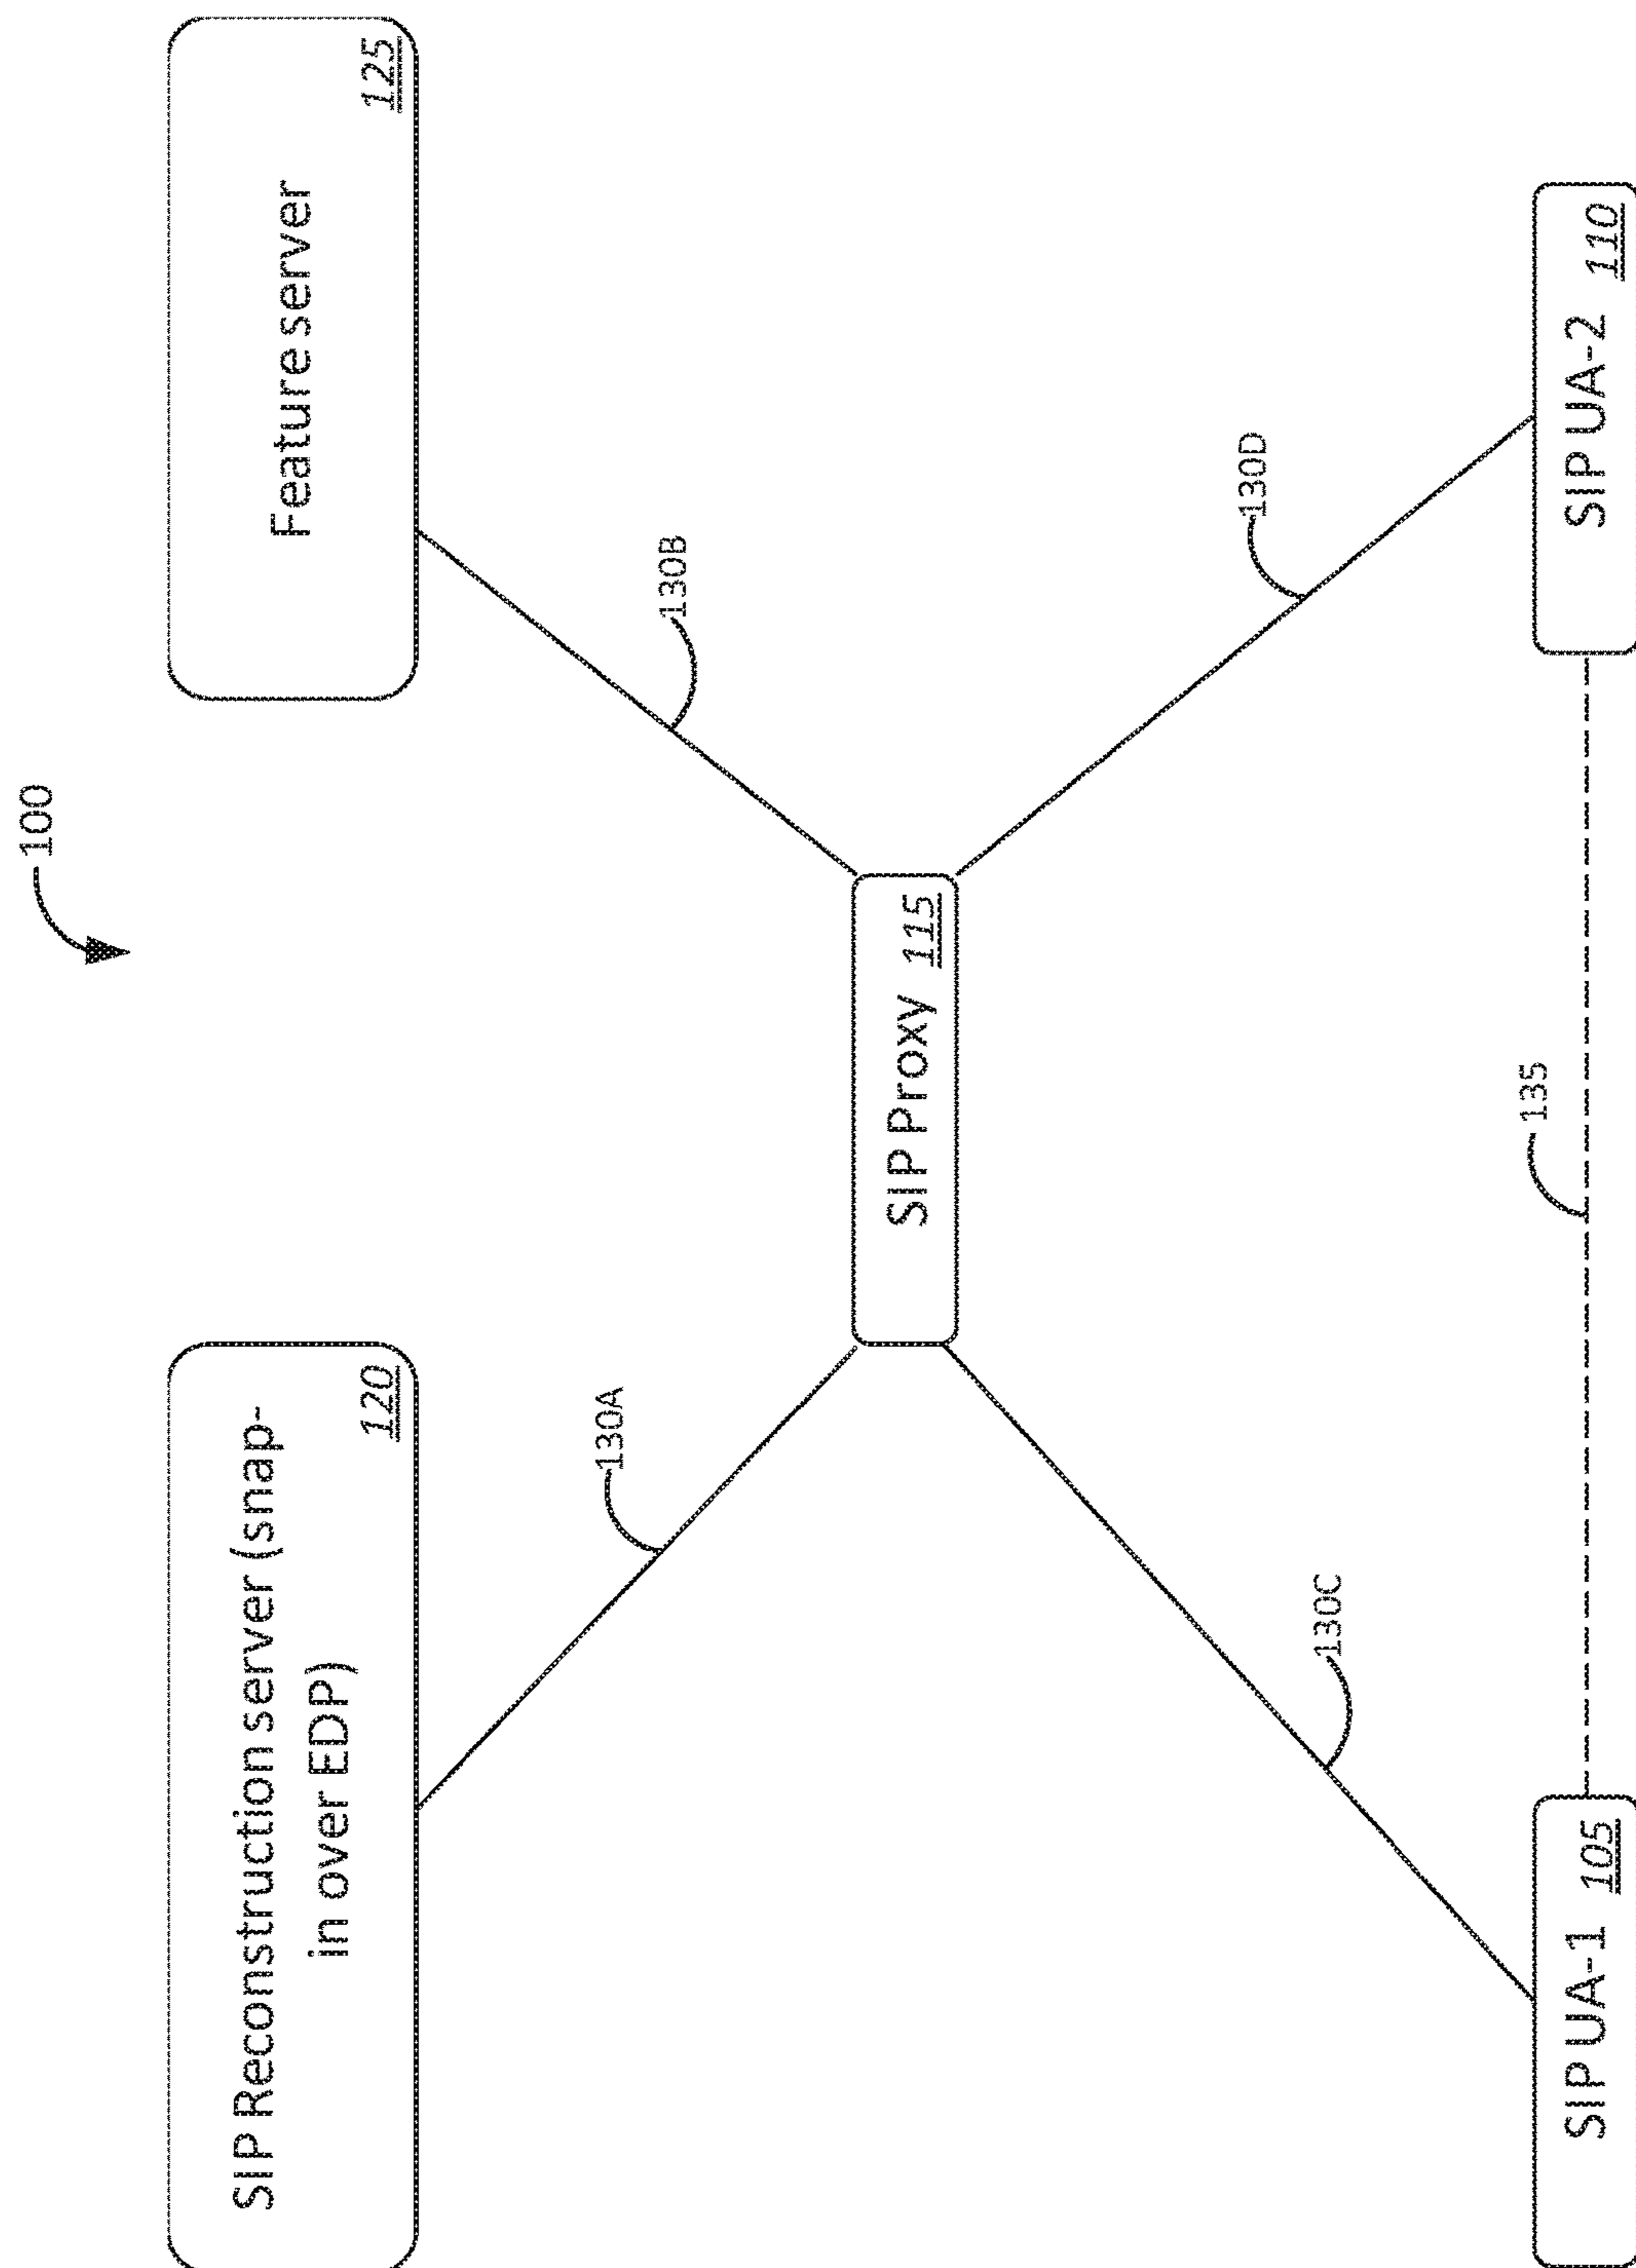 100
SIP Reconstruction server (snap-
in over EDP)
120
Feature server
125
130A
130B
SIP Proxy 115
130C
130D
135
SIP UA-1 105
SIP UA-2 110